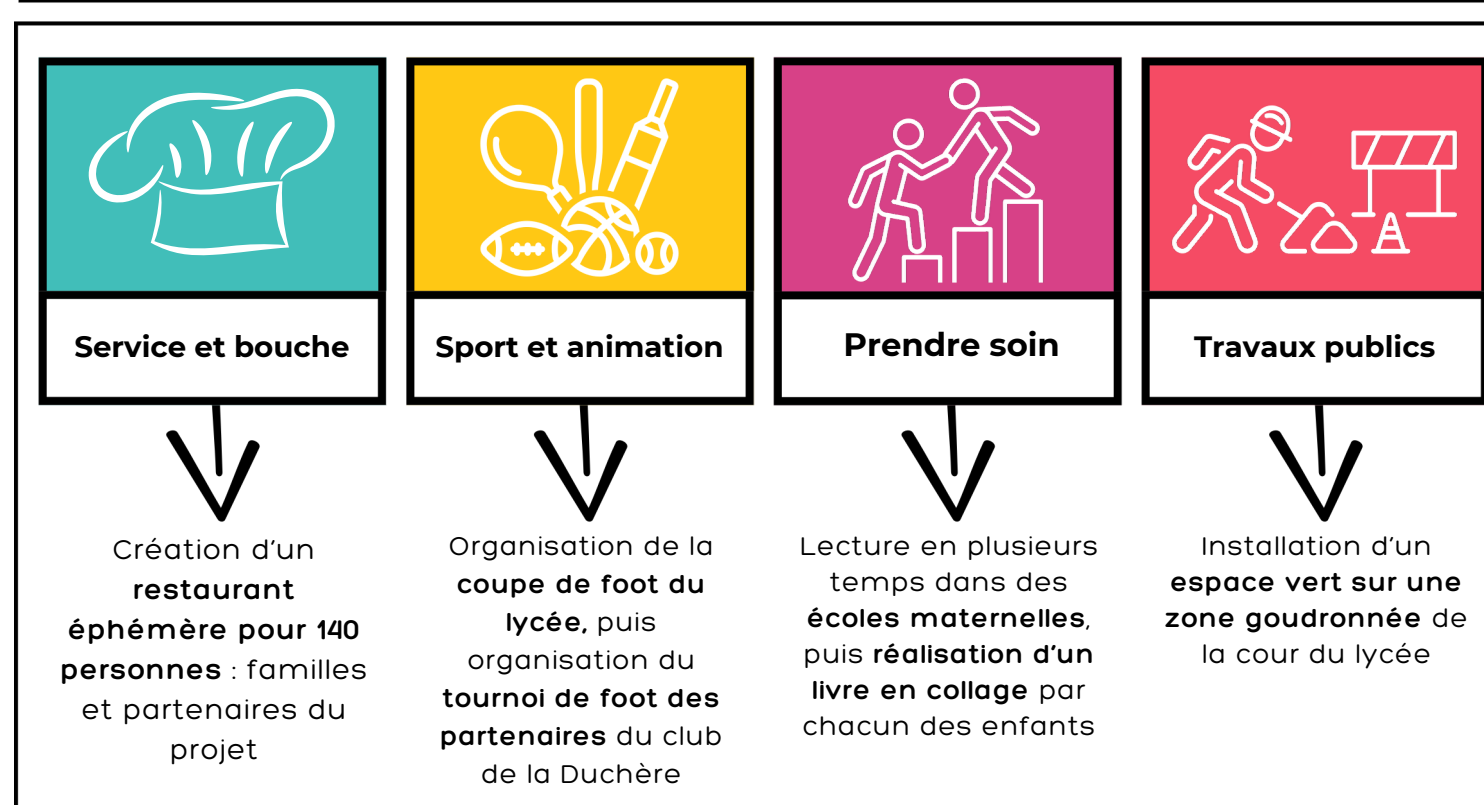 Service et bouche
Création d'un
restaurant
éphémère pour 140
personnes : familles
et partenaires du
projet
Sport et animation
Organisation de la
coupe de foot du
lycée, puis
organisation du
tournoi de foot des
partenaires du club
de la Duchère
Prendre soin
Lecture en plusieurs
temps dans des
écoles maternelles,
puis réalisation d'un
livre en collage par
chacun des enfants
Travaux publics
Installation d'un
espace vert sur une
zone goudronnée de
la cour du lycée